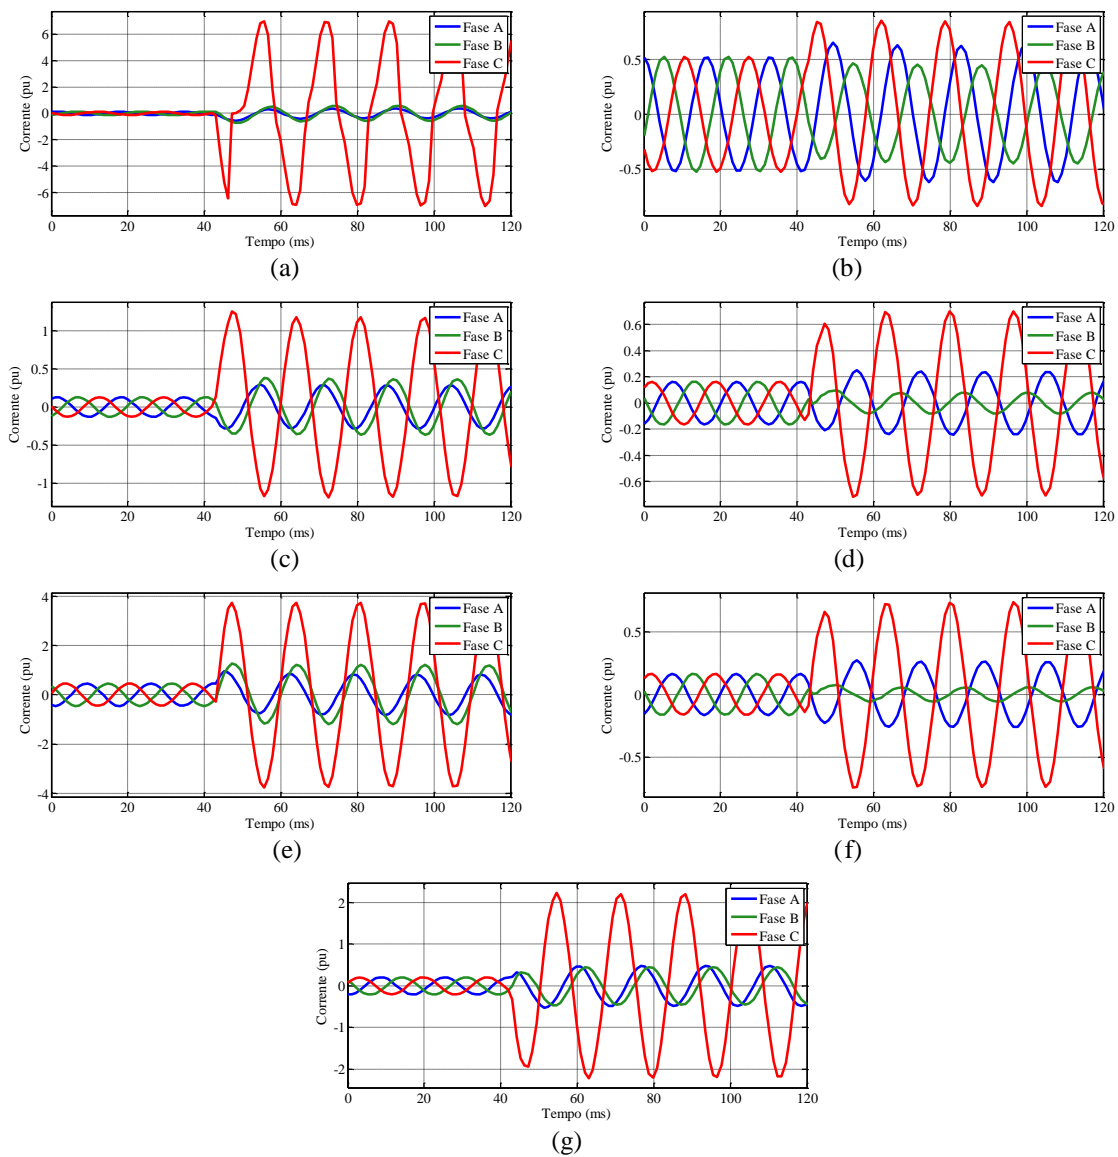 6
4
2
0
-2
-4
-6
Corrente (pu)
0 20 40 60 80 100 120
Tempo (ms)
Fase A
Fase B
Fase C
(a)
0.5
0
-0.5
Corrente (pu)
0 20 40 60 80 100 120
Tempo (ms)
Fase A
Fase B
Fase C
(b)
1
0.5
0
-0.5
-1
Corrente (pu)
0 20 40 60 80 100 120
Tempo (ms)
Fase A
Fase B
Fase C
(c)
0.6
0.4
0.2
0
-0.2
-0.4
-0.6
Corrente (pu)
0 20 40 60 80 100 120
Tempo (ms)
Fase A
Fase B
Fase C
(d)
4
2
0
-2
-4
Corrente (pu)
0 20 40 60 80 100 120
Tempo (ms)
Fase A
Fase B
Fase C
(e)
0.5
0
-0.5
Corrente (pu)
0 20 40 60 80 100 120
Tempo (ms)
Fase A
Fase B
Fase C
(f)
2
1
0
-1
-2
Corrente (pu)
0 20 40 60 80 100 120
Tempo (ms)
Fase A
Fase B
Fase C
(g)